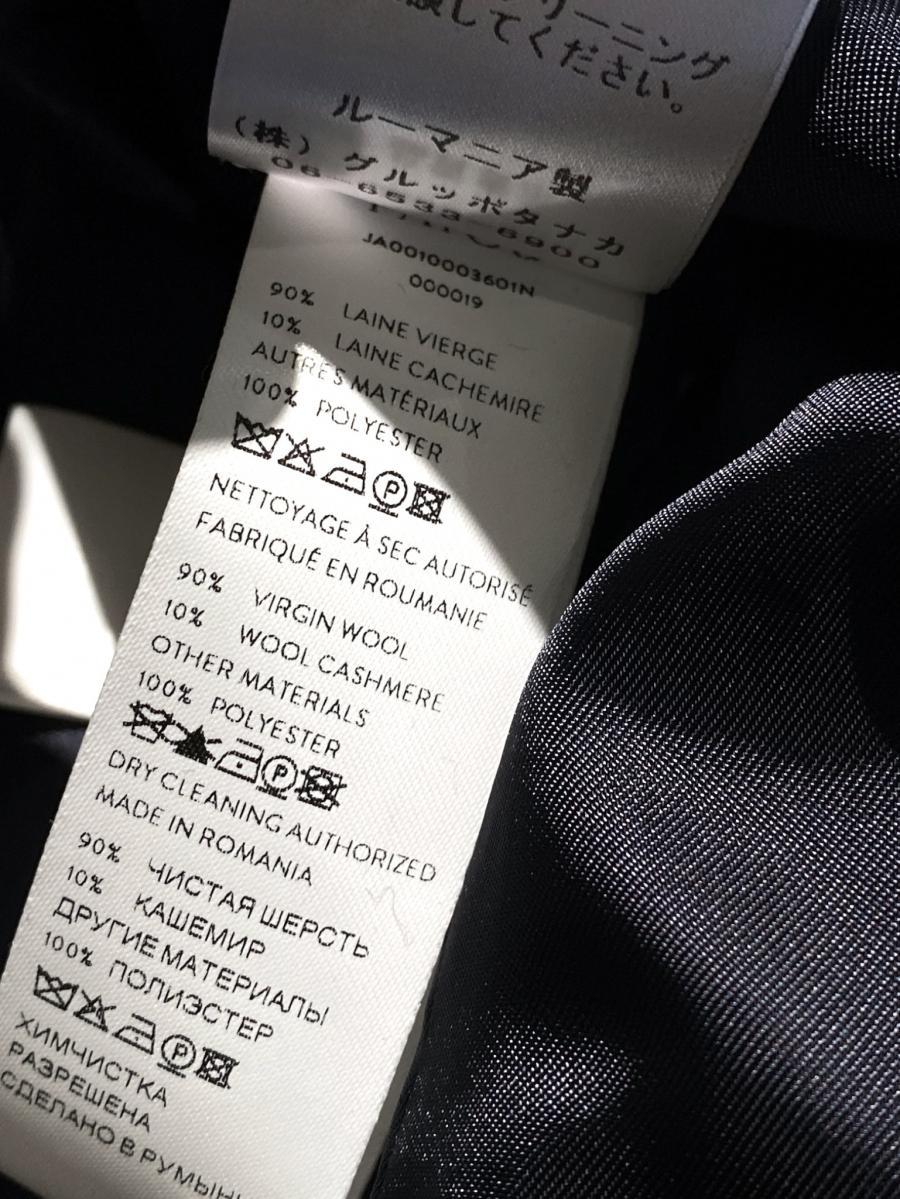 リーニング
してください。
ルーマニア製
(株) グルッポタナカ
06-6533-6900
JA0010003601N
000019
90% LAINE VIERGE
10% LAINE CACHEMIRE
AUTRES MATÉRIAUX
100% POLYESTER
P
NETTOYAGE À SEC AUTORISÉ
FABRIQUÉ EN ROUMANIE
90% VIRGIN WOOL
10% WOOL CASHMERE
OTHER MATERIALS
100% POLYESTER
P
DRY CLEANING AUTHORIZED
MADE IN ROMANIA
90% ЧИСТАЯ ШЕРСТЬ
10% КАШЕМИР
ДРУГИЕ МАТЕРИАЛЫ
100% ПОЛИЭСТЕР
P
ХИМЧИСТКА
РАЗРЕШЕНА
СДЕЛАНО В РУМЫН